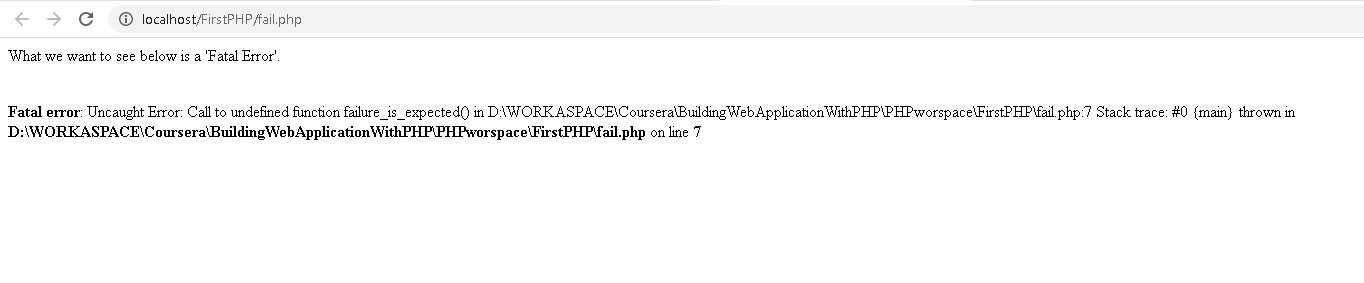 localhost/FirstPHP/fail.php
What we want to see below is a 'Fatal Error'.
Fatal error: Uncaught Error: Call to undefined function failure_is_expected() in D:\WORKASPACE\Coursera\BuildingWebApplicationWithPHP\PHPworspace\FirstPHP\fail.php:7 Stack trace: #0 {main} thrown in
D:\WORKASPACE\Coursera\BuildingWebApplicationWithPHP\PHPworspace\FirstPHP\fail.php on line 7